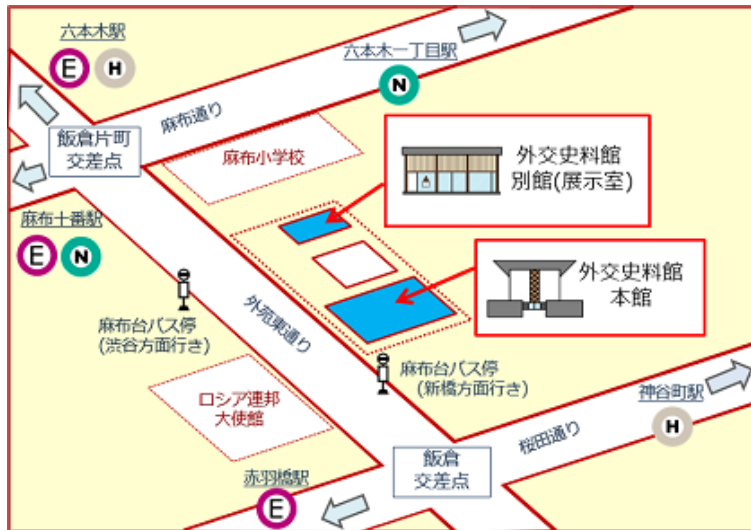 六本木駅
E H
六本木一丁目駅
N
麻布通り
飯倉片町
交差点
麻布小学校
外交史料館
別館(展示室)
麻布十番駅
E N
外交史料館
本館
麻布台バス停
(渋谷方面行き)
外苑東通り
麻布台バス停
(新橋方面行き)
ロシア連邦
大使館
神谷町駅
H
桜田通り
飯倉
交差点
赤羽橋駅
E